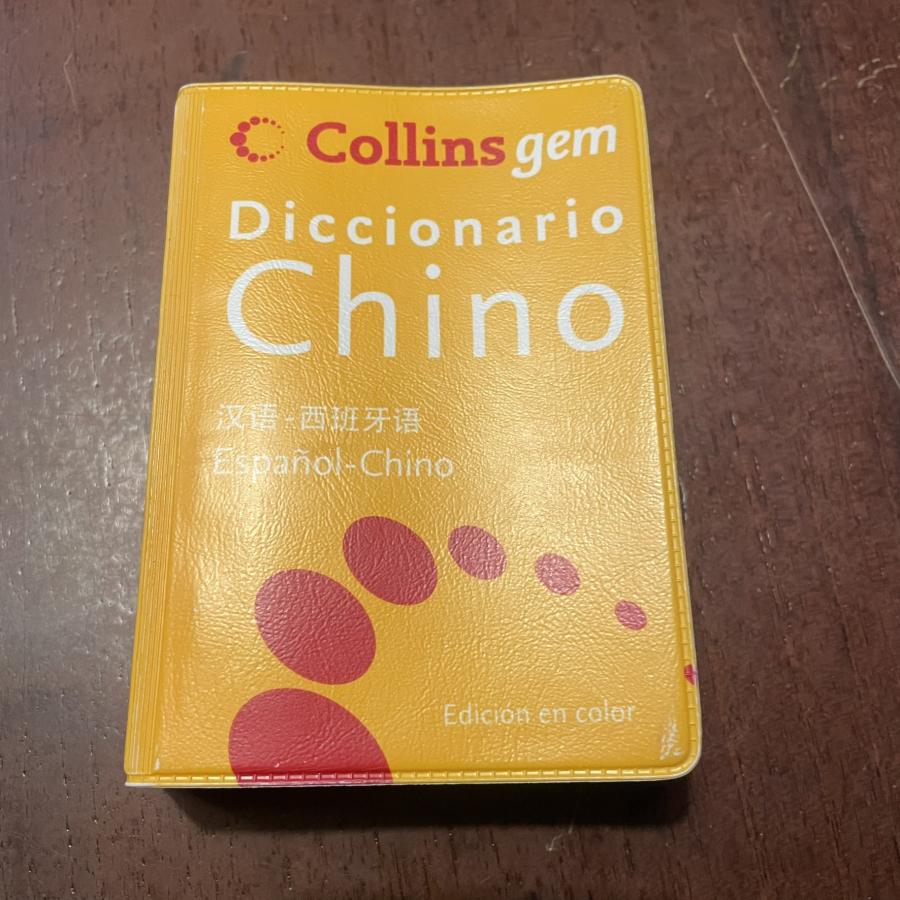 Collins gem
Diccionario
Chino
汉语-西班牙语
Español-Chino
Edición en color